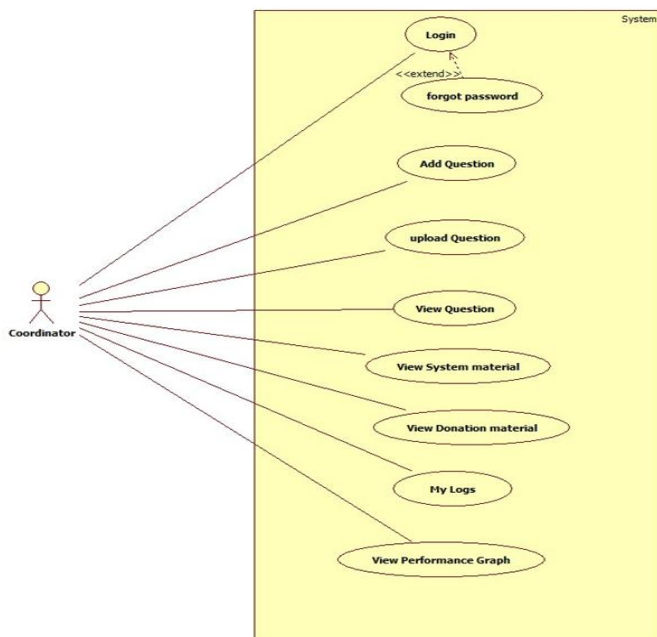 System
Login
<<extend>>
forgot password
Add Question
upload Question
View Question
Coordinator
View System material
View Donation material
My Logs
View Performance Graph